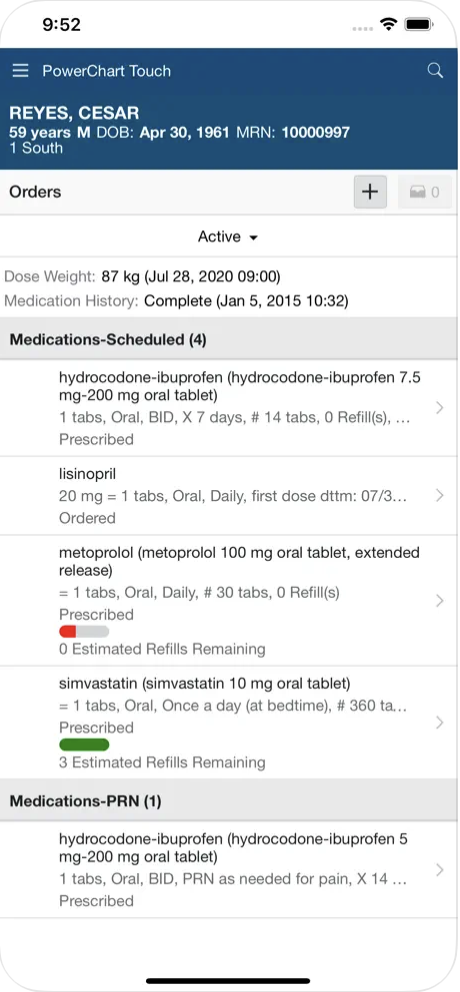 9:52
PowerChart Touch
REYES, CESAR
59 years M DOB: Apr 30, 1961 MRN: 10000997
1 South
Orders
+
0
Active
Dose Weight: 87 kg (Jul 28, 2020 09:00)
Medication History: Complete (Jan 5, 2015 10:32)
Medications-Scheduled (4)
hydrocodone-ibuprofen (hydrocodone-ibuprofen 7.5
mg-200 mg oral tablet)
1 tabs, Oral, BID, X 7 days, # 14 tabs, 0 Refill(s), ...
Prescribed
lisinopril
20 mg = 1 tabs, Oral, Daily, first dose dttm: 07/3...
Ordered
metoprolol (metoprolol 100 mg oral tablet, extended
release)
= 1 tabs, Oral, Daily, # 30 tabs, 0 Refill(s)
Prescribed
0 Estimated Refills Remaining
simvastatin (simvastatin 10 mg oral tablet)
= 1 tabs, Oral, Once a day (at bedtime), # 360 ta...
Prescribed
3 Estimated Refills Remaining
Medications-PRN (1)
hydrocodone-ibuprofen (hydrocodone-ibuprofen 5
mg-200 mg oral tablet)
1 tabs, Oral, BID, PRN as needed for pain, X 14 ...
Prescribed